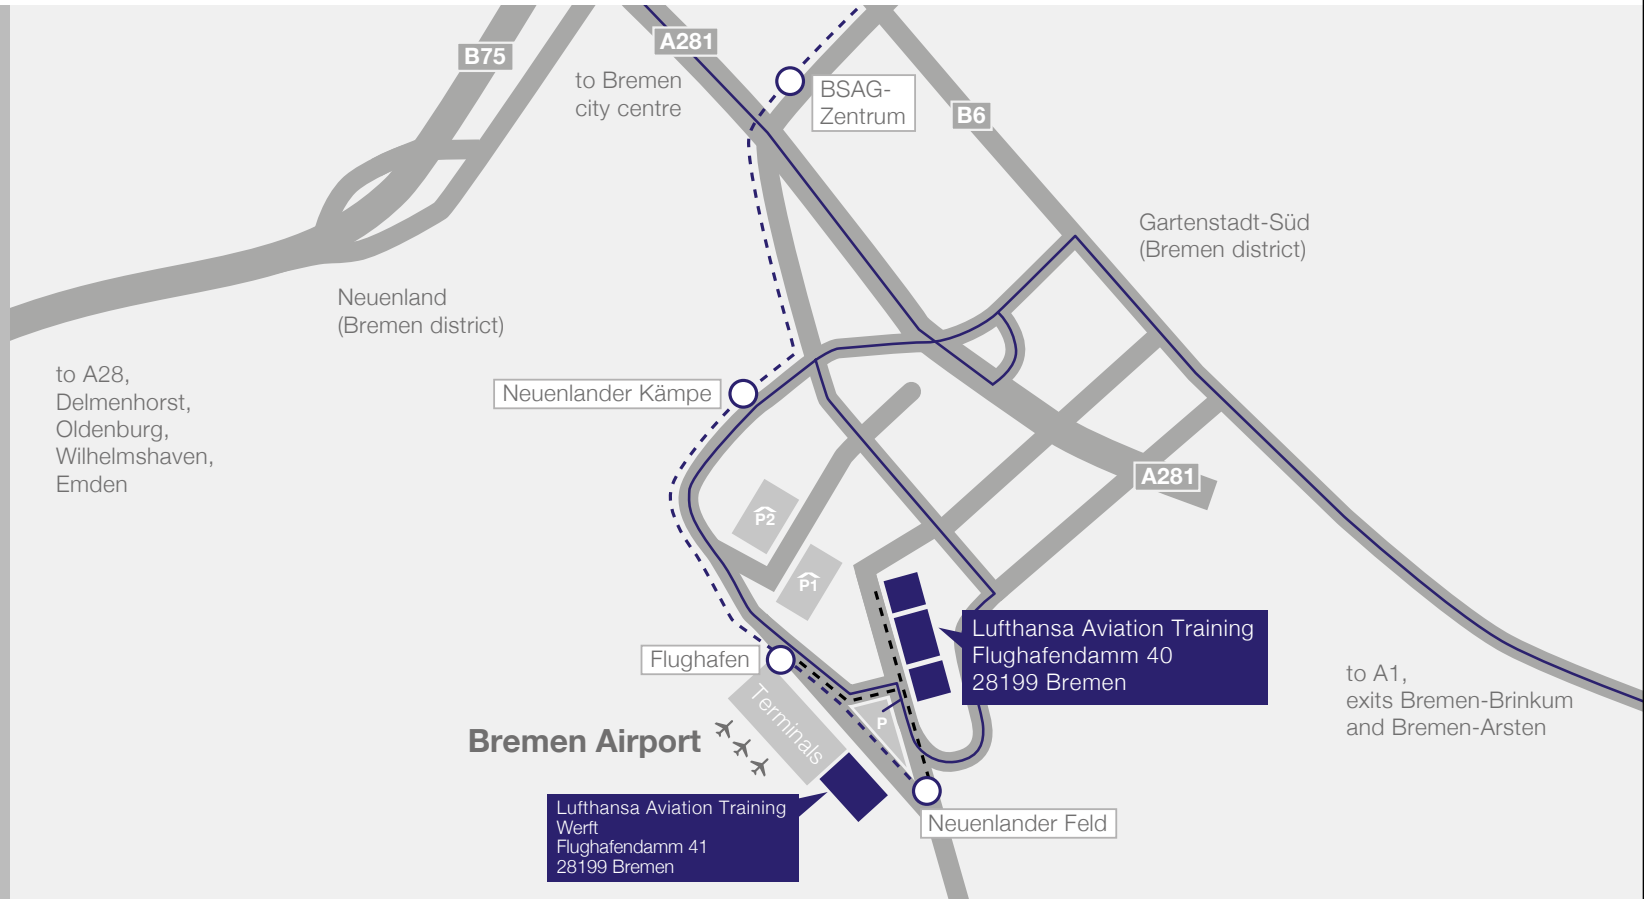 A281
B75
to Bremen
city centre
BSAG-
Zentrum
B6
Gartenstadt-Süd
(Bremen district)
Neuenland
(Bremen district)
to A28,
Delmenhorst,
Oldenburg,
Wilhelmshaven,
Emden
Neuenlander Kämpe
A281
P2
P1
Lufthansa Aviation Training
Flughafendamm 40
28199 Bremen
Flughafen
to A1,
exits Bremen-Brinkum
and Bremen-Arsten
Terminals
P
Bremen Airport
Lufthansa Aviation Training
Werft
Flughafendamm 41
28199 Bremen
Neuenlander Feld